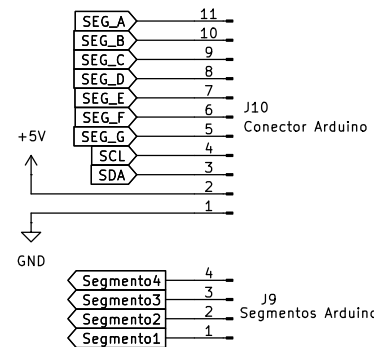 SEG_A 11
SEG_B 10
SEG_C 9
SEG_D 8
SEG_E 7
SEG_F 6
SEG_G 5
SCL 4
SDA 3
J10
Conector Arduino
+5V
2
1
GND
Segmento4 4
Segmento3 3
Segmento2 2
Segmento1 1
J9
Segmentos Arduino